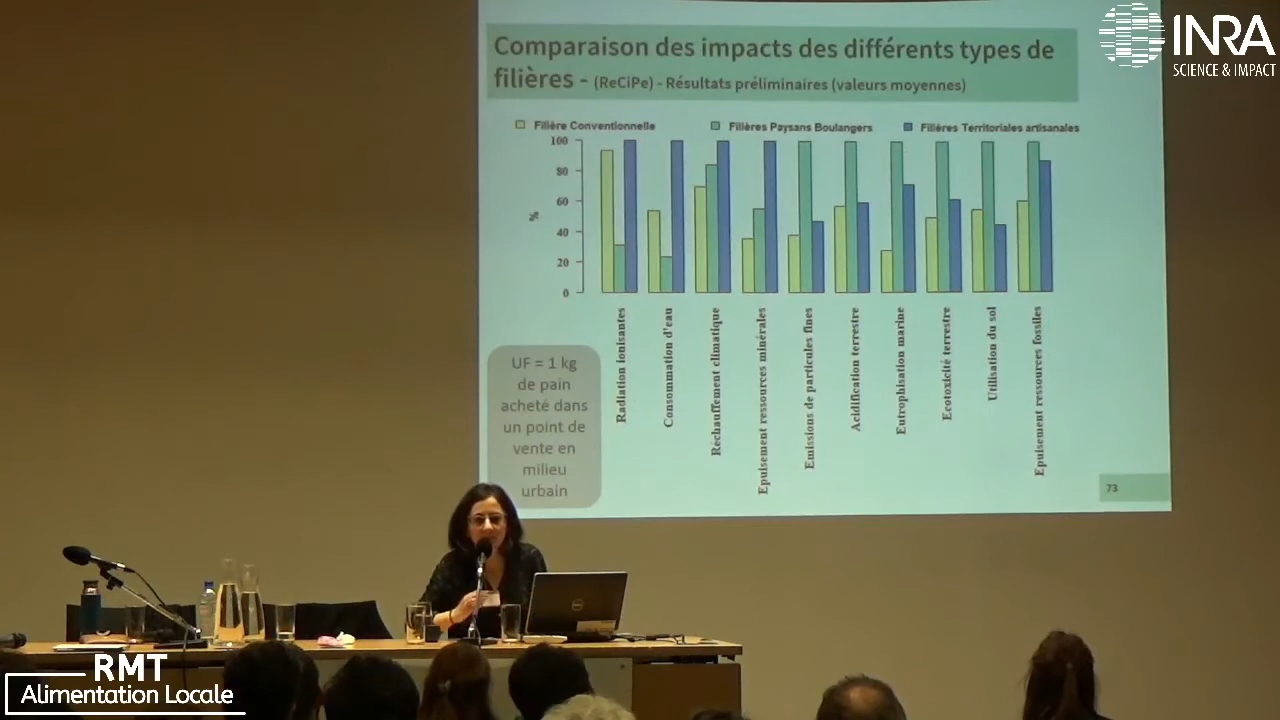 Comparaison des impacts des différents types de
filières - (ReCiPe) - Résultats préliminaires (valeurs moyennes)
INRA
SCIENCE & IMPACT
Filière Conventionnelle
Filières Paysans Boulangers
Filières Territoriales artisanales
100
80
60
40
20
0
%
Radiation ionisantes
Consommation d'eau
Réchauffement climatique
Epuisement ressources minérales
Emissions de particules fines
Acidification terrestre
Eutrophisation marine
Ecotoxicité terrestre
Utilisation du sol
Epuisement ressources fossiles
UF = 1 kg
de pain
acheté dans
un point de
vente en
milieu
urbain
73
RMT
Alimentation Locale